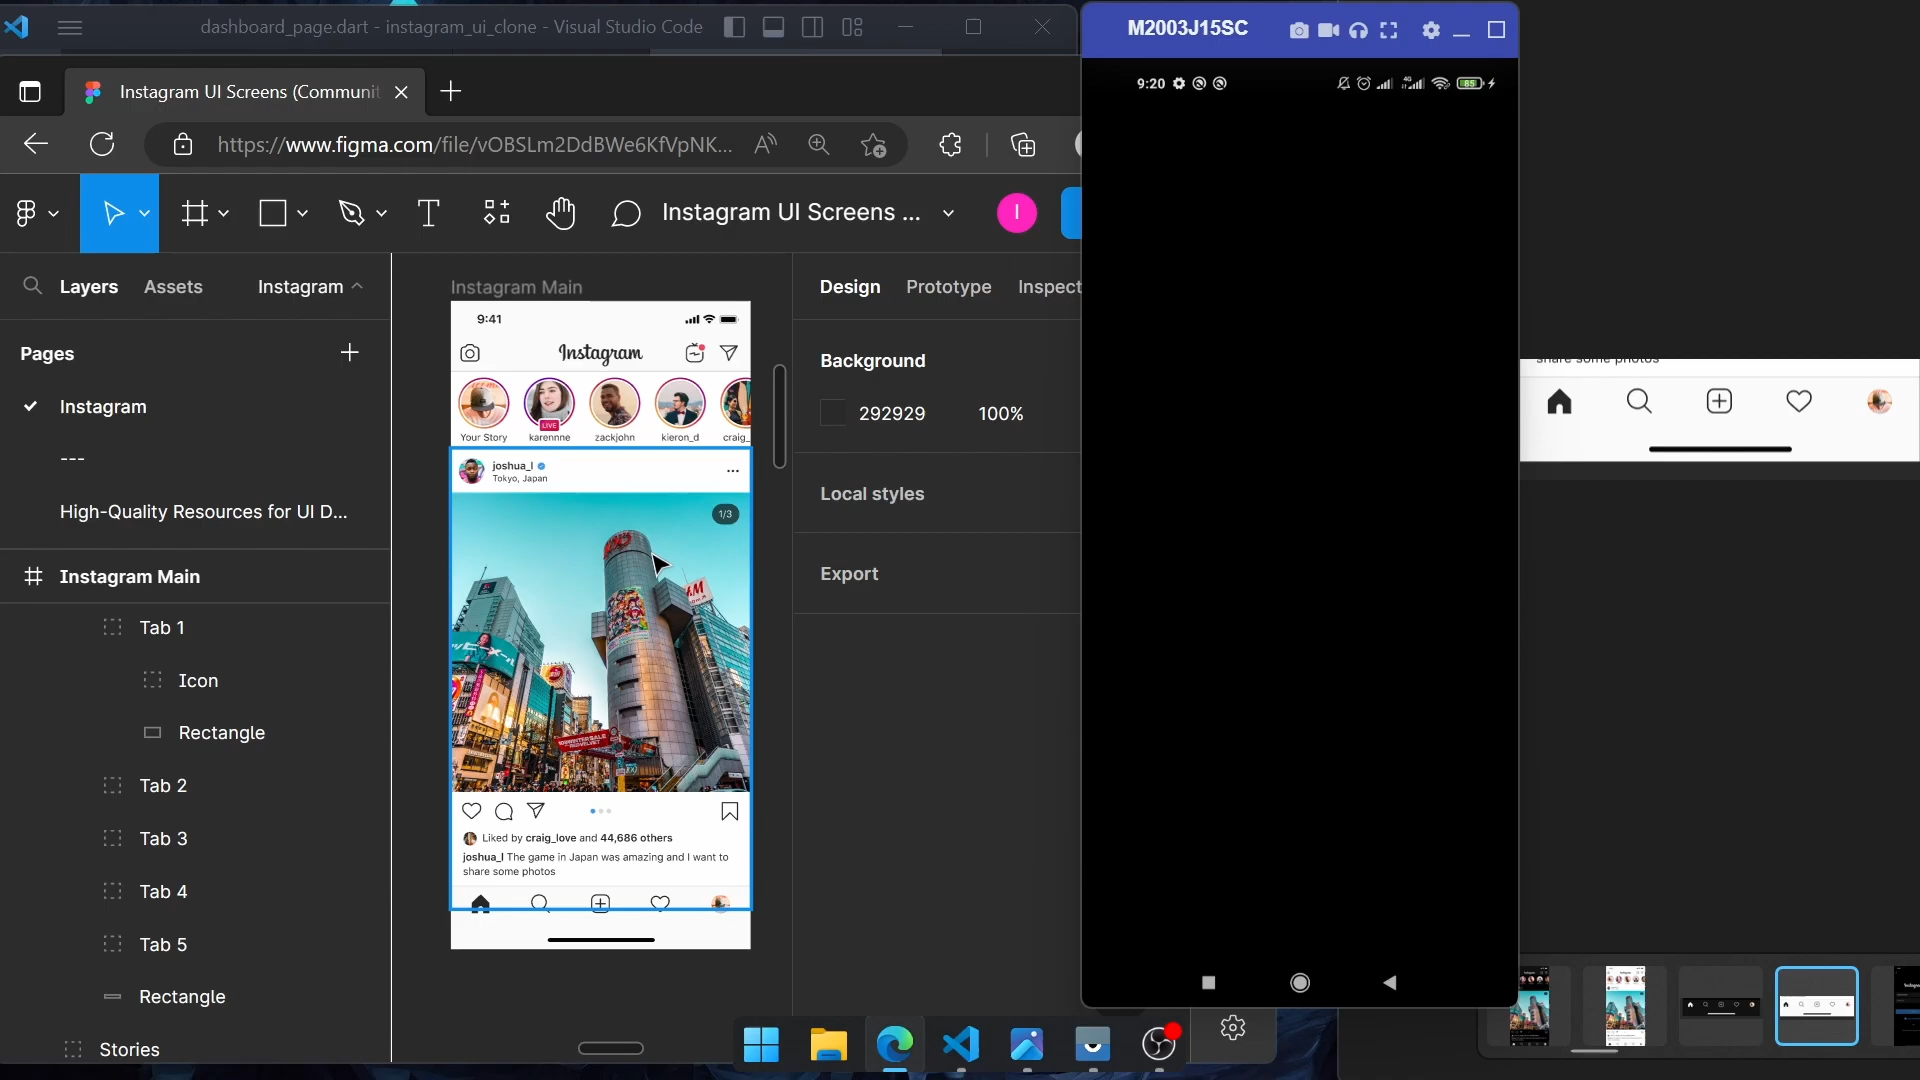 dashboard_page.dart - instagram_ui_clone - Visual Studio Code
M2003J15SC
Instagram UI Screens (Communit
9:20
4G
85
https://www.figma.com/file/vOBSLm2DdBWe6KfVpNK...
Instagram UI Screens ...
I
Layers
Assets
Instagram
Instagram Main
Design
Prototype
Inspect
9:41
Pages
Instagram
Background
292929
100%
Instagram
Your Story
LIVE
karennne
zackjohn
kieron_d
craig_
---
joshua_l
Tokyo, Japan
Local styles
High-Quality Resources for UI D...
1/3
Instagram Main
Export
H&M
Tab 1
Icon
Rectangle
Tab 2
Tab 3
Liked by craig_love and 44,686 others
joshua_l The game in Japan was amazing and I want to
share some photos
Tab 4
Tab 5
Rectangle
Stories
share some photos